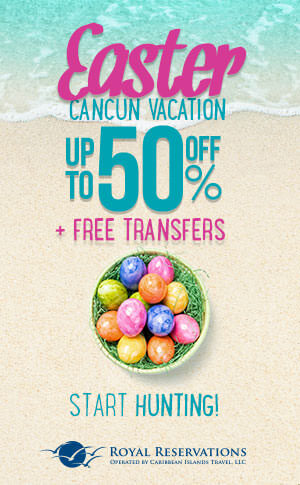 Easter
CANCUN VACATION
UP TO 50% OFF
+ FREE TRANSFERS
START HUNTING!
ROYAL RESERVATIONS
OPERATED BY CARIBBEAN ISLANDS TRAVEL, LLC